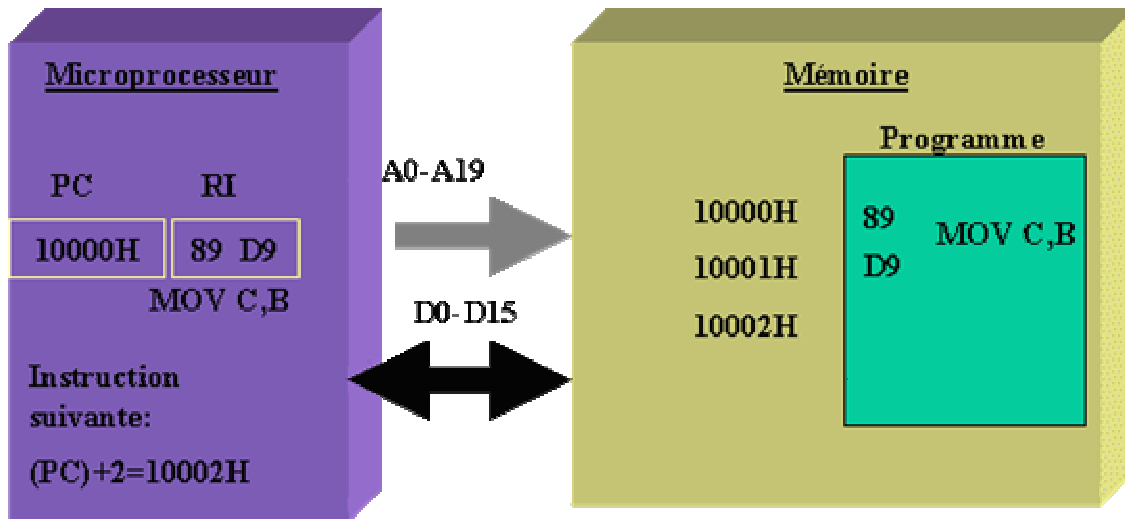 Microprocesseur
PC RI
10000H 89 D9
MOV C,B
Instruction
suivante:
(PC)+2=10002H
A0-A19
D0-D15
Mémoire
Programme
10000H 89 MOV C,B
10001H D9
10002H